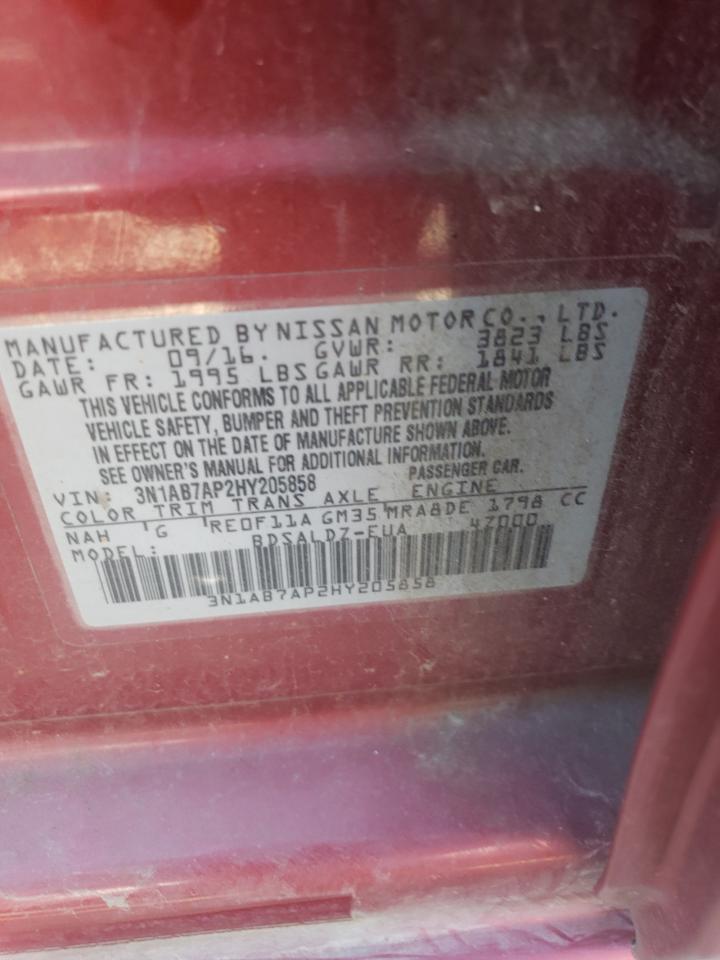 MANUFACTURED BY NISSAN MOTOR CO., LTD.
DATE: 09/16. GVWR: 3823 LBS
GAWR FR: 1995 LBS GAWR RR: 1841 LBS
THIS VEHICLE CONFORMS TO ALL APPLICABLE FEDERAL MOTOR
VEHICLE SAFETY, BUMPER AND THEFT PREVENTION STANDARDS
IN EFFECT ON THE DATE OF MANUFACTURE SHOWN ABOVE.
SEE OWNER'S MANUAL FOR ADDITIONAL INFORMATION.
VIN: 3N1AB7AP2HY205858 PASSENGER CAR.
COLOR TRIM TRANS AXLE ENGINE
NAH G RE0F11A GM35 MRA8DE 1798 CC
MODEL: BDSALDZ-EUA 47000
3N1AB7AP2HY205858